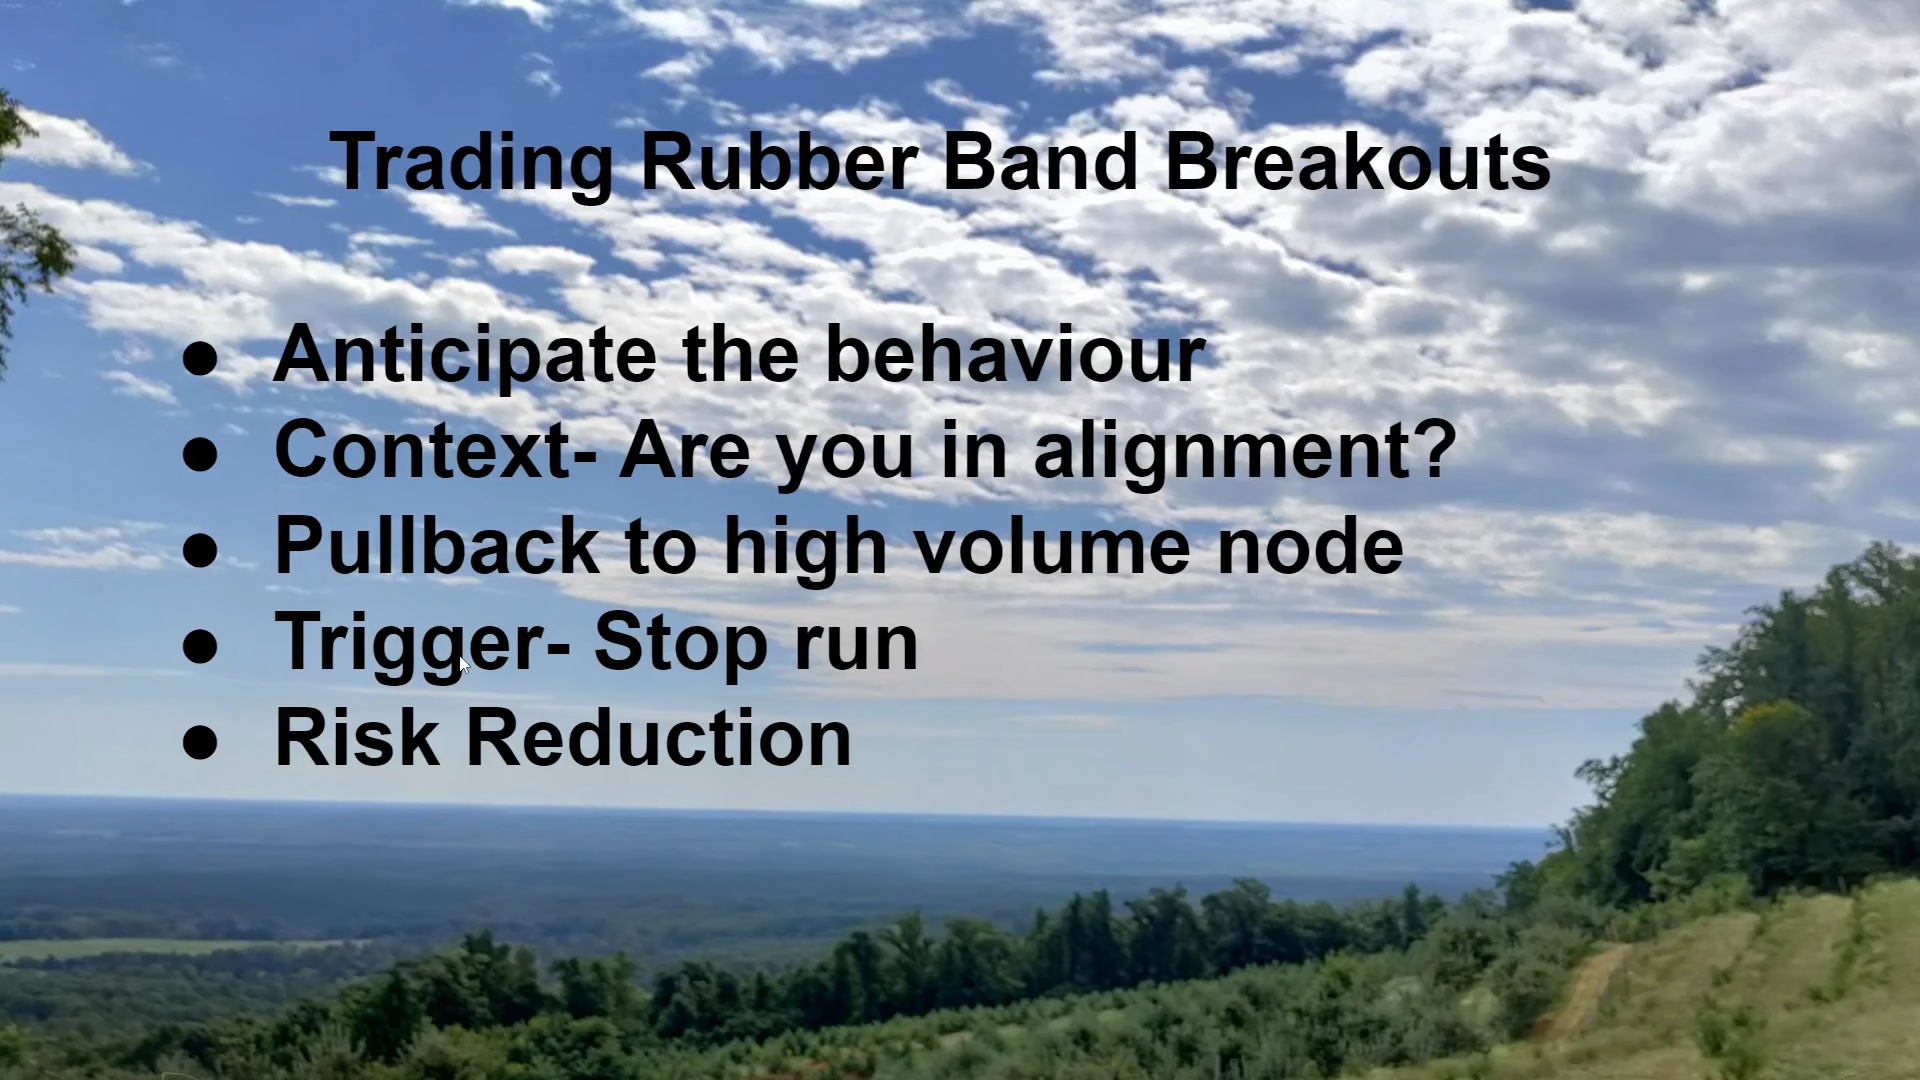 Trading Rubber Band Breakouts
● Anticipate the behaviour
● Context- Are you in alignment?
● Pullback to high volume node
● Trigger- Stop run
● Risk Reduction